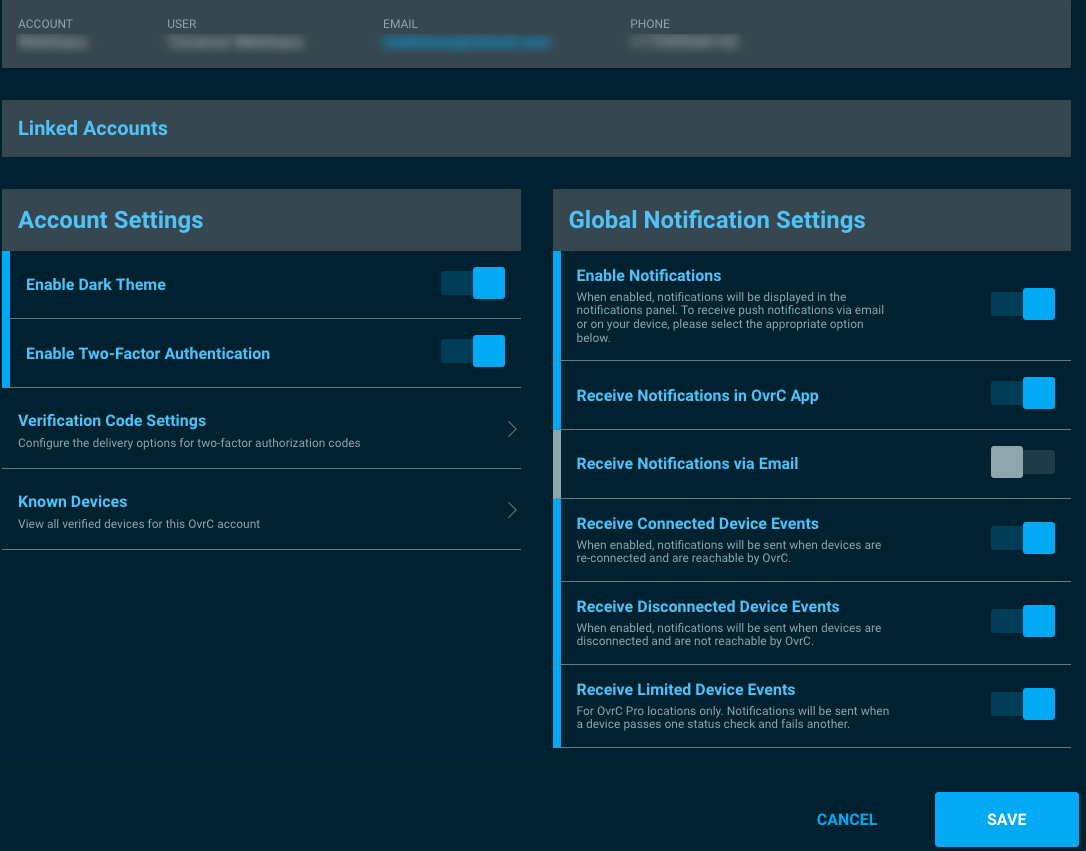 ACCOUNT
USER
EMAIL
PHONE
Linked Accounts
Account Settings
Enable Dark Theme
Enable Two-Factor Authentication
Verification Code Settings
Configure the delivery options for two-factor authorization codes
Known Devices
View all verified devices for this OvrC account
Global Notification Settings
Enable Notifications
When enabled, notifications will be displayed in the
notifications panel. To receive push notifications via email
or on your device, please select the appropriate option
below.
Receive Notifications in OvrC App
Receive Notifications via Email
Receive Connected Device Events
When enabled, notifications will be sent when devices are
re-connected and are reachable by OvrC.
Receive Disconnected Device Events
When enabled, notifications will be sent when devices are
disconnected and are not reachable by OvrC.
Receive Limited Device Events
For OvrC Pro locations only. Notifications will be sent when
a device passes one status check and fails another.
CANCEL
SAVE